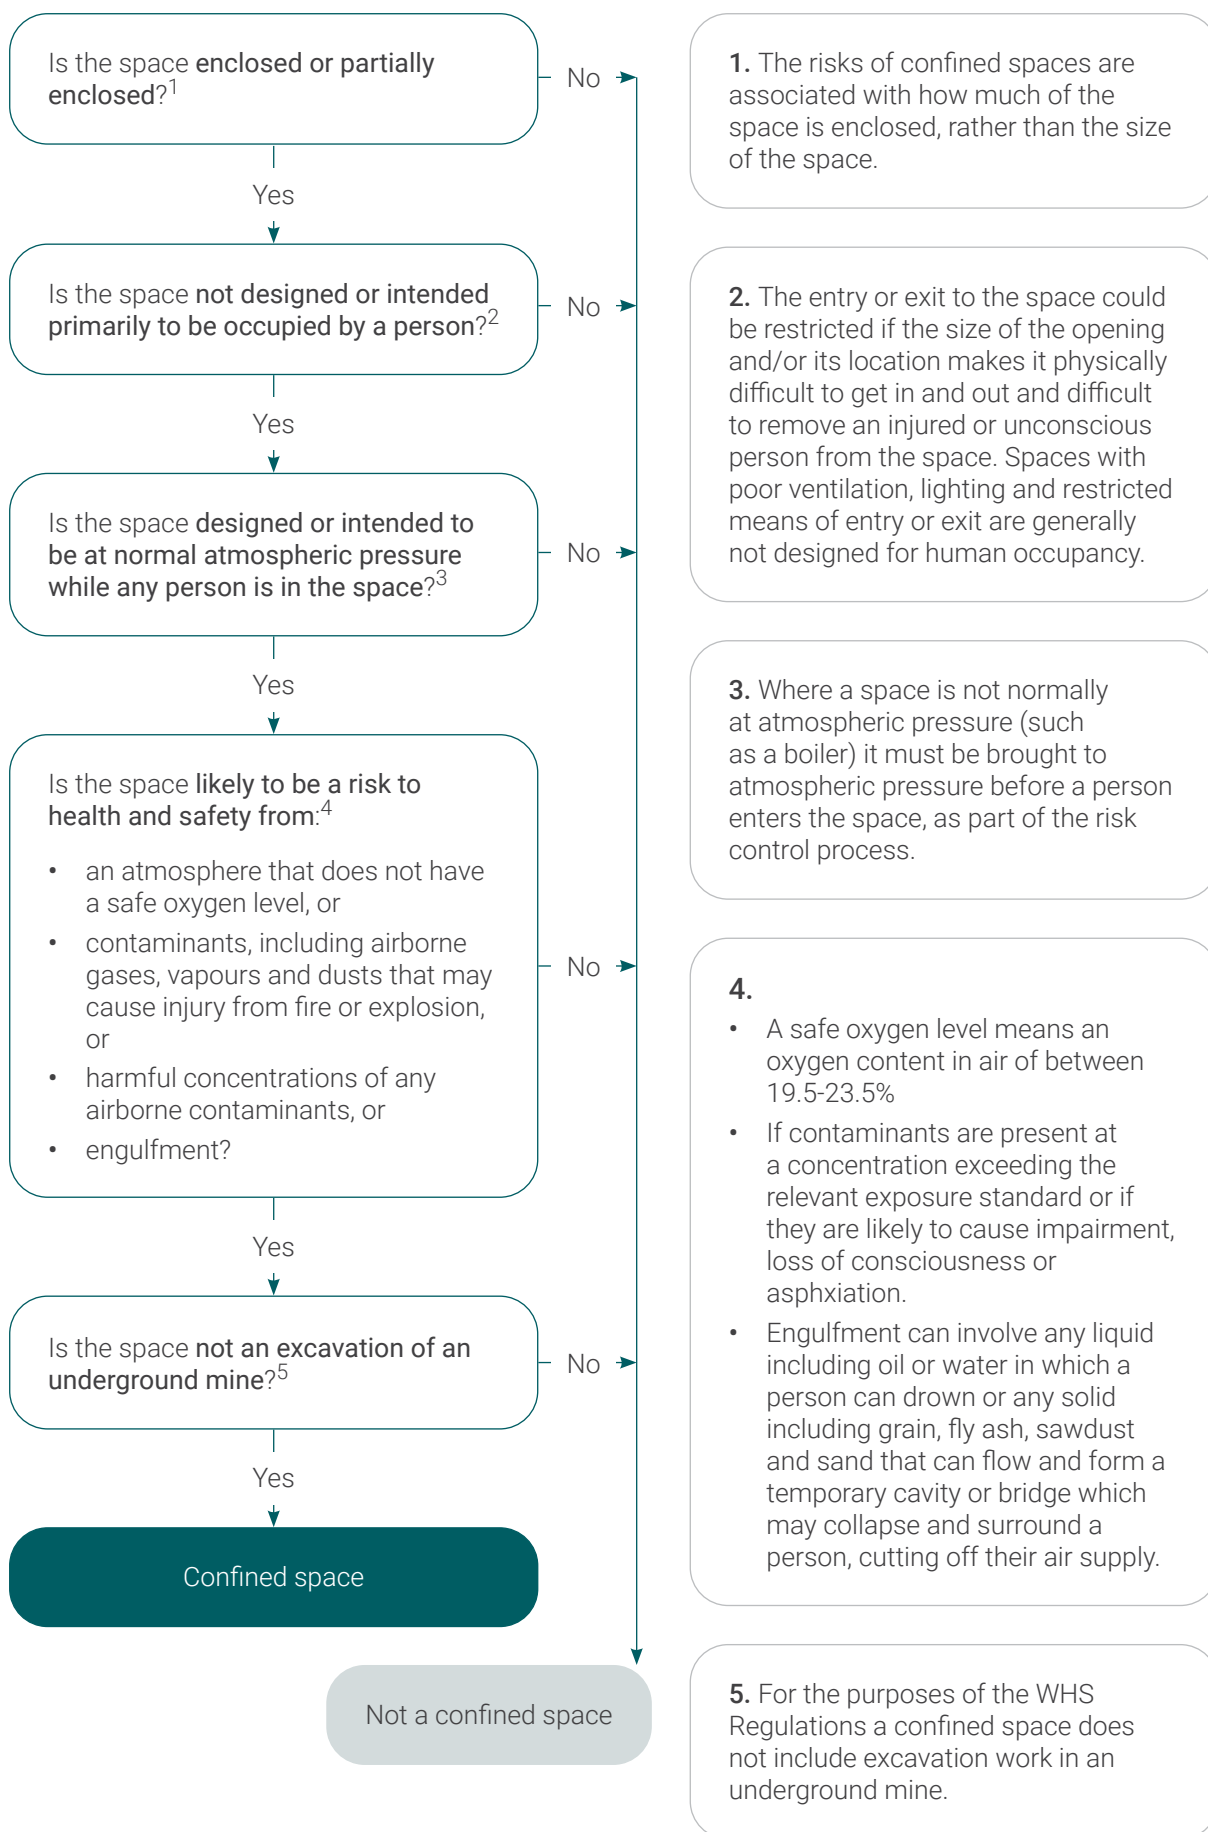 Is the space enclosed or partially
enclosed?1
No
Yes
Is the space not designed or intended
primarily to be occupied by a person?2
No
Yes
Is the space designed or intended to
be at normal atmospheric pressure
while any person is in the space?3
No
Yes
Is the space likely to be a risk to
health and safety from:4
• an atmosphere that does not have
a safe oxygen level, or
• contaminants, including airborne
gases, vapours and dusts that may
cause injury from fire or explosion,
or
• harmful concentrations of any
airborne contaminants, or
• engulfment?
No
Yes
Is the space not an excavation of an
underground mine?5
No
Yes
Confined space
Not a confined space
1. The risks of confined spaces are
associated with how much of the
space is enclosed, rather than the size
of the space.
2. The entry or exit to the space could
be restricted if the size of the opening
and/or its location makes it physically
difficult to get in and out and difficult
to remove an injured or unconscious
person from the space. Spaces with
poor ventilation, lighting and restricted
means of entry or exit are generally
not designed for human occupancy.
3. Where a space is not normally
at atmospheric pressure (such
as a boiler) it must be brought to
atmospheric pressure before a person
enters the space, as part of the risk
control process.
4.
• A safe oxygen level means an
oxygen content in air of between
19.5-23.5%
• If contaminants are present at
a concentration exceeding the
relevant exposure standard or if
they are likely to cause impairment,
loss of consciousness or
asphxiation.
• Engulfment can involve any liquid
including oil or water in which a
person can drown or any solid
including grain, fly ash, sawdust
and sand that can flow and form a
temporary cavity or bridge which
may collapse and surround a
person, cutting off their air supply.
5. For the purposes of the WHS
Regulations a confined space does
not include excavation work in an
underground mine.